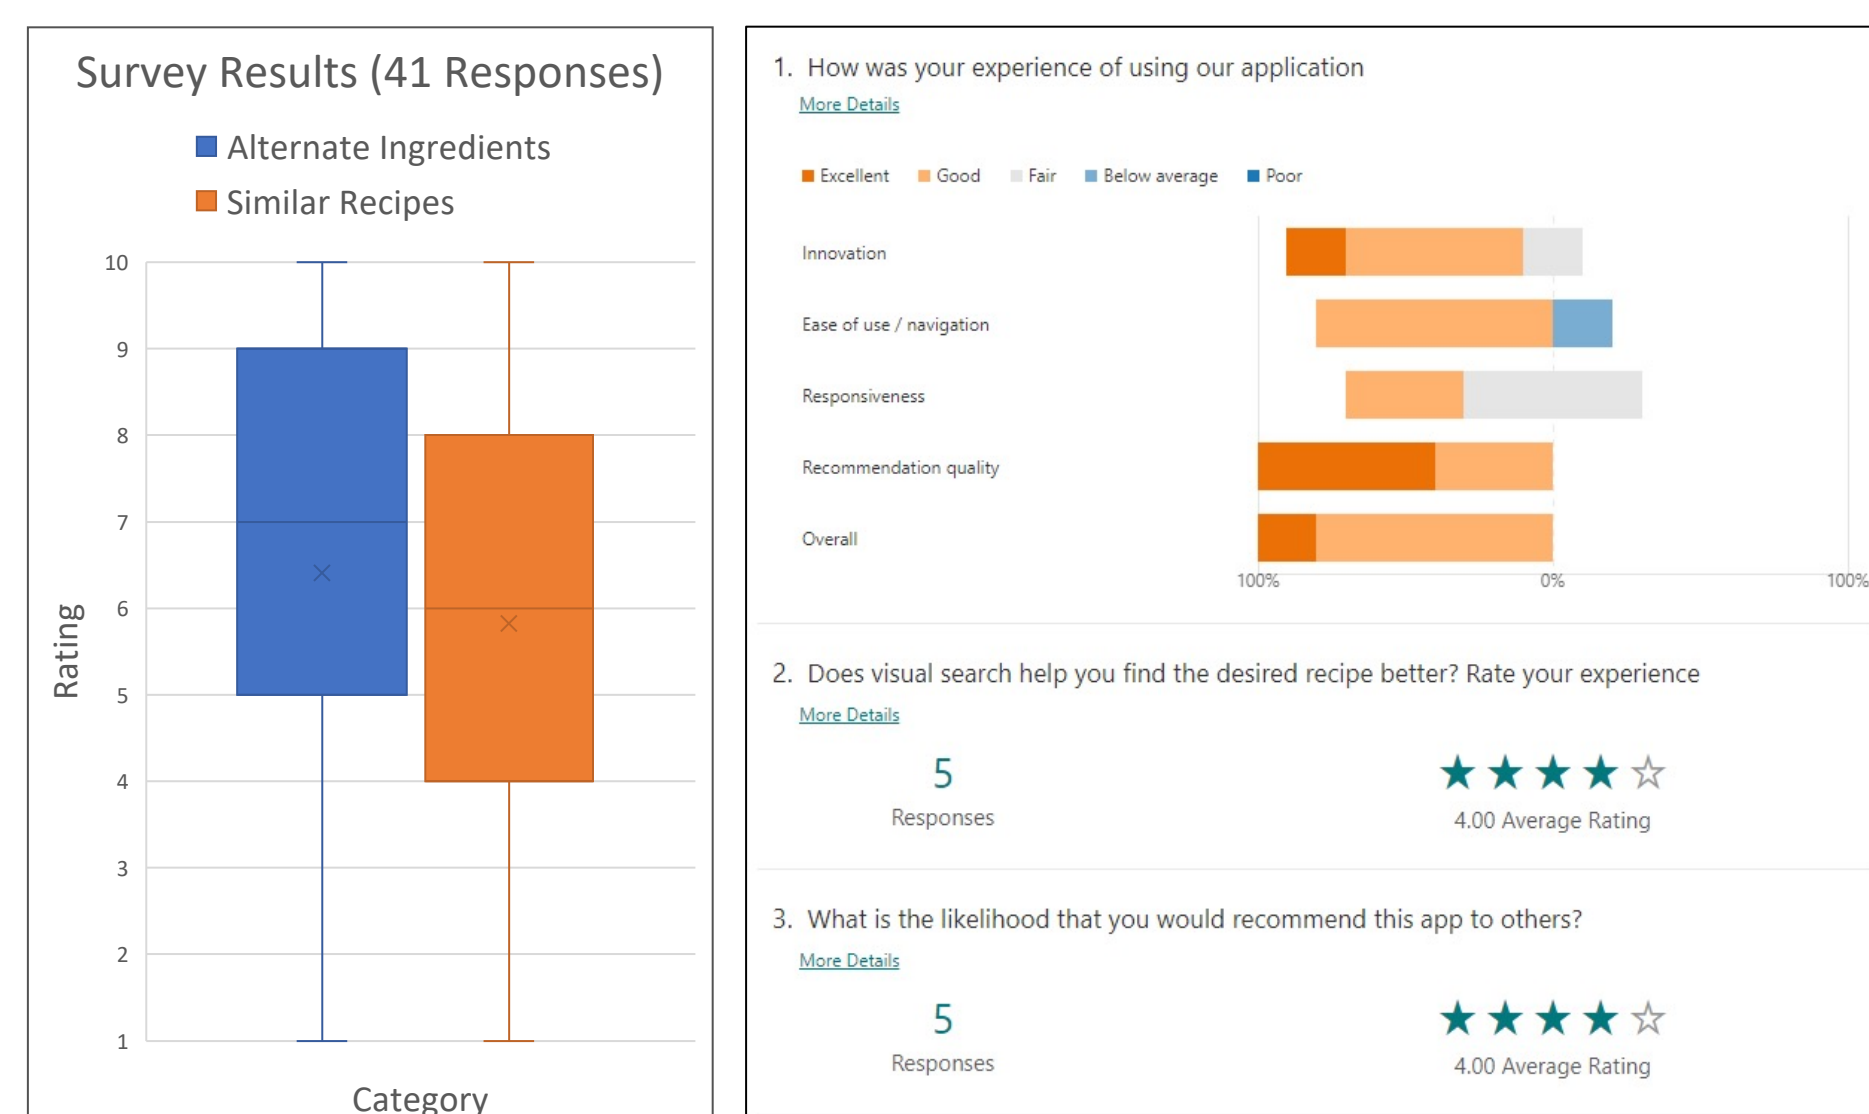 Survey Results (41 Responses)
Alternate Ingredients
Similar Recipes
10
9
8
7
6
5
4
3
2
1
Rating
Category
1. How was your experience of using our application
More Details
Excellent Good Fair Below average Poor
Innovation
Ease of use / navigation
Responsiveness
Recommendation quality
Overall
100% 0% 100%
2. Does visual search help you find the desired recipe better? Rate your experience
More Details
5
Responses
4.00 Average Rating
3. What is the likelihood that you would recommend this app to others?
More Details
5
Responses
4.00 Average Rating